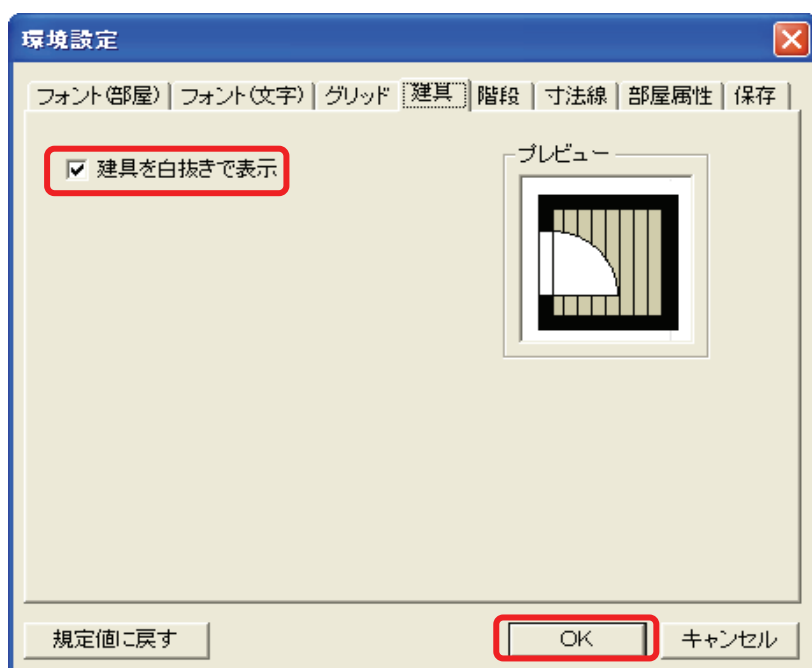 環境設定
フォント(部屋) フォント(文字) グリッド 建具 階段 寸法線 部屋属性 保存
建具を白抜きで表示
プレビュー
規定値に戻す OK キャンセル